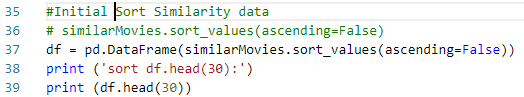 35 #Initial Sort Similarity data
36 # similarMovies.sort_values(ascending=False)
37 df = pd.DataFrame(similarMovies.sort_values(ascending=False))
38 print ('sort df.head(30):')
39 print (df.head(30))